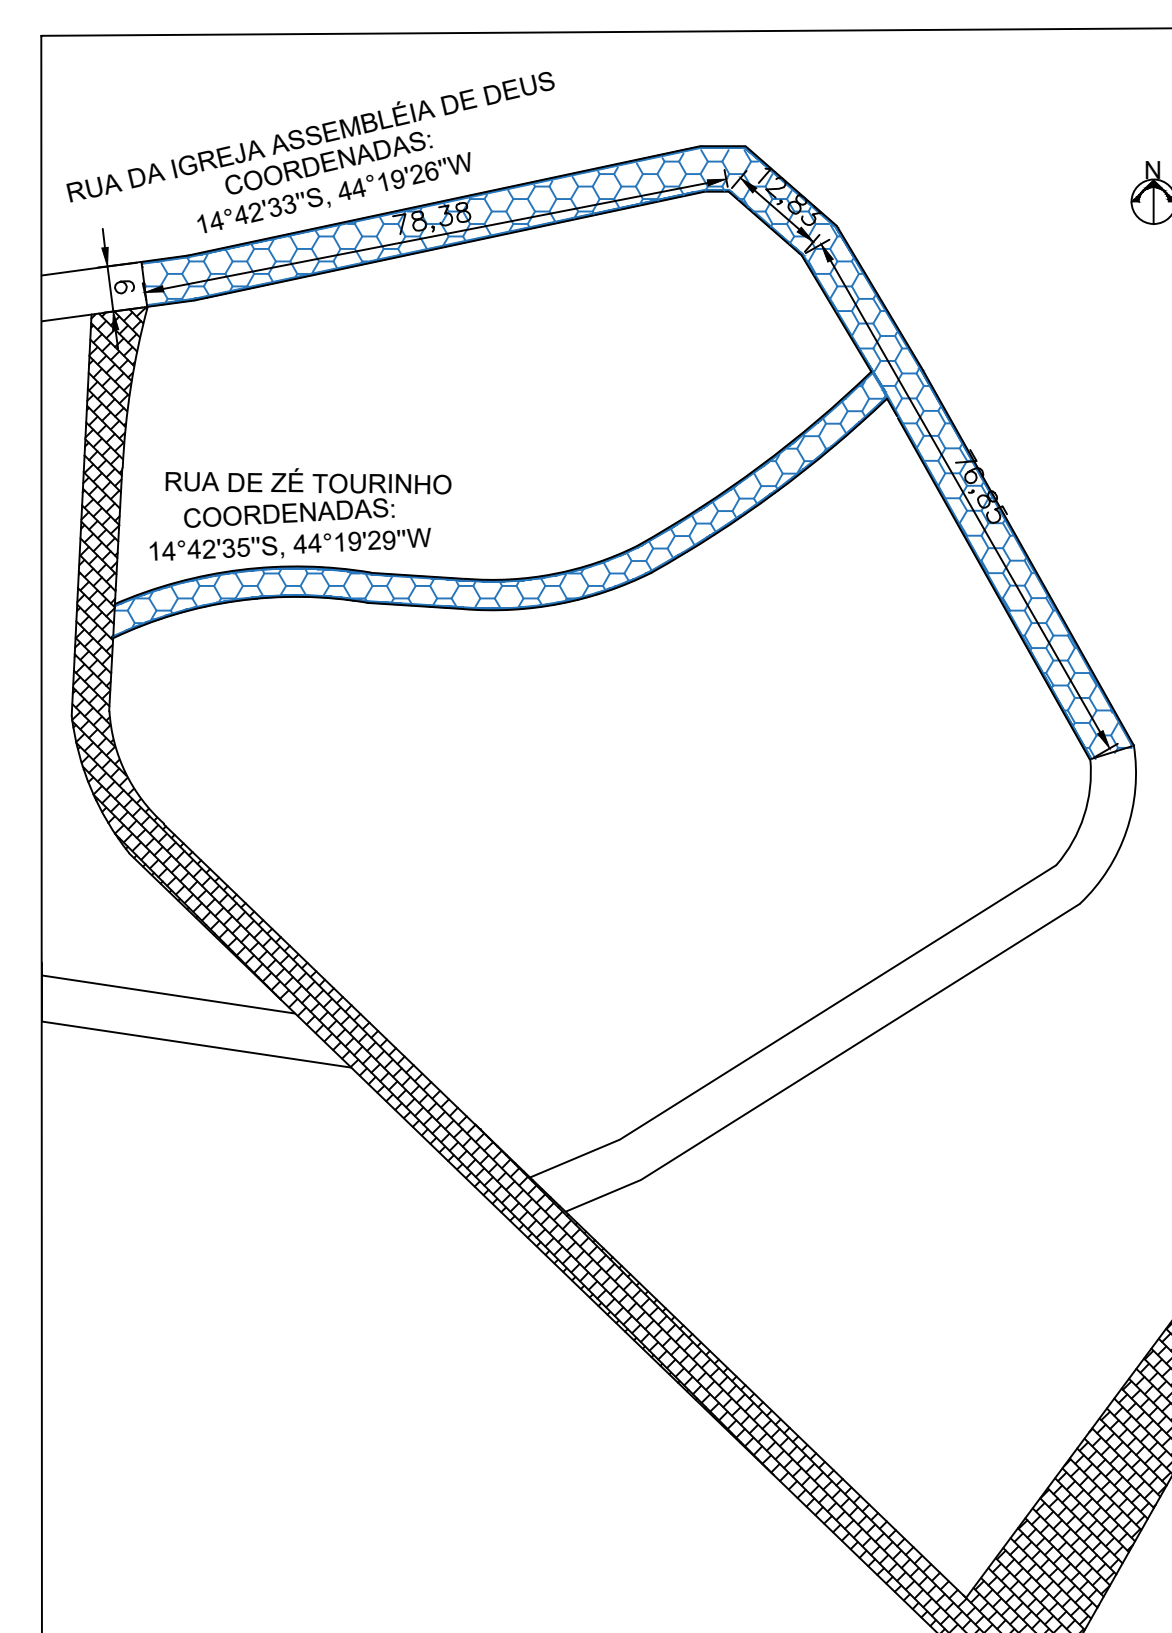 RUA DA IGREJA ASSEMBLÉIA DE DEUS
COORDENADAS:
14°42'33"S, 44°19'26"W
N
78,38
12,83
6
76,85
RUA DE ZÉ TOURINHO
COORDENADAS:
14°42'35"S, 44°19'29"W